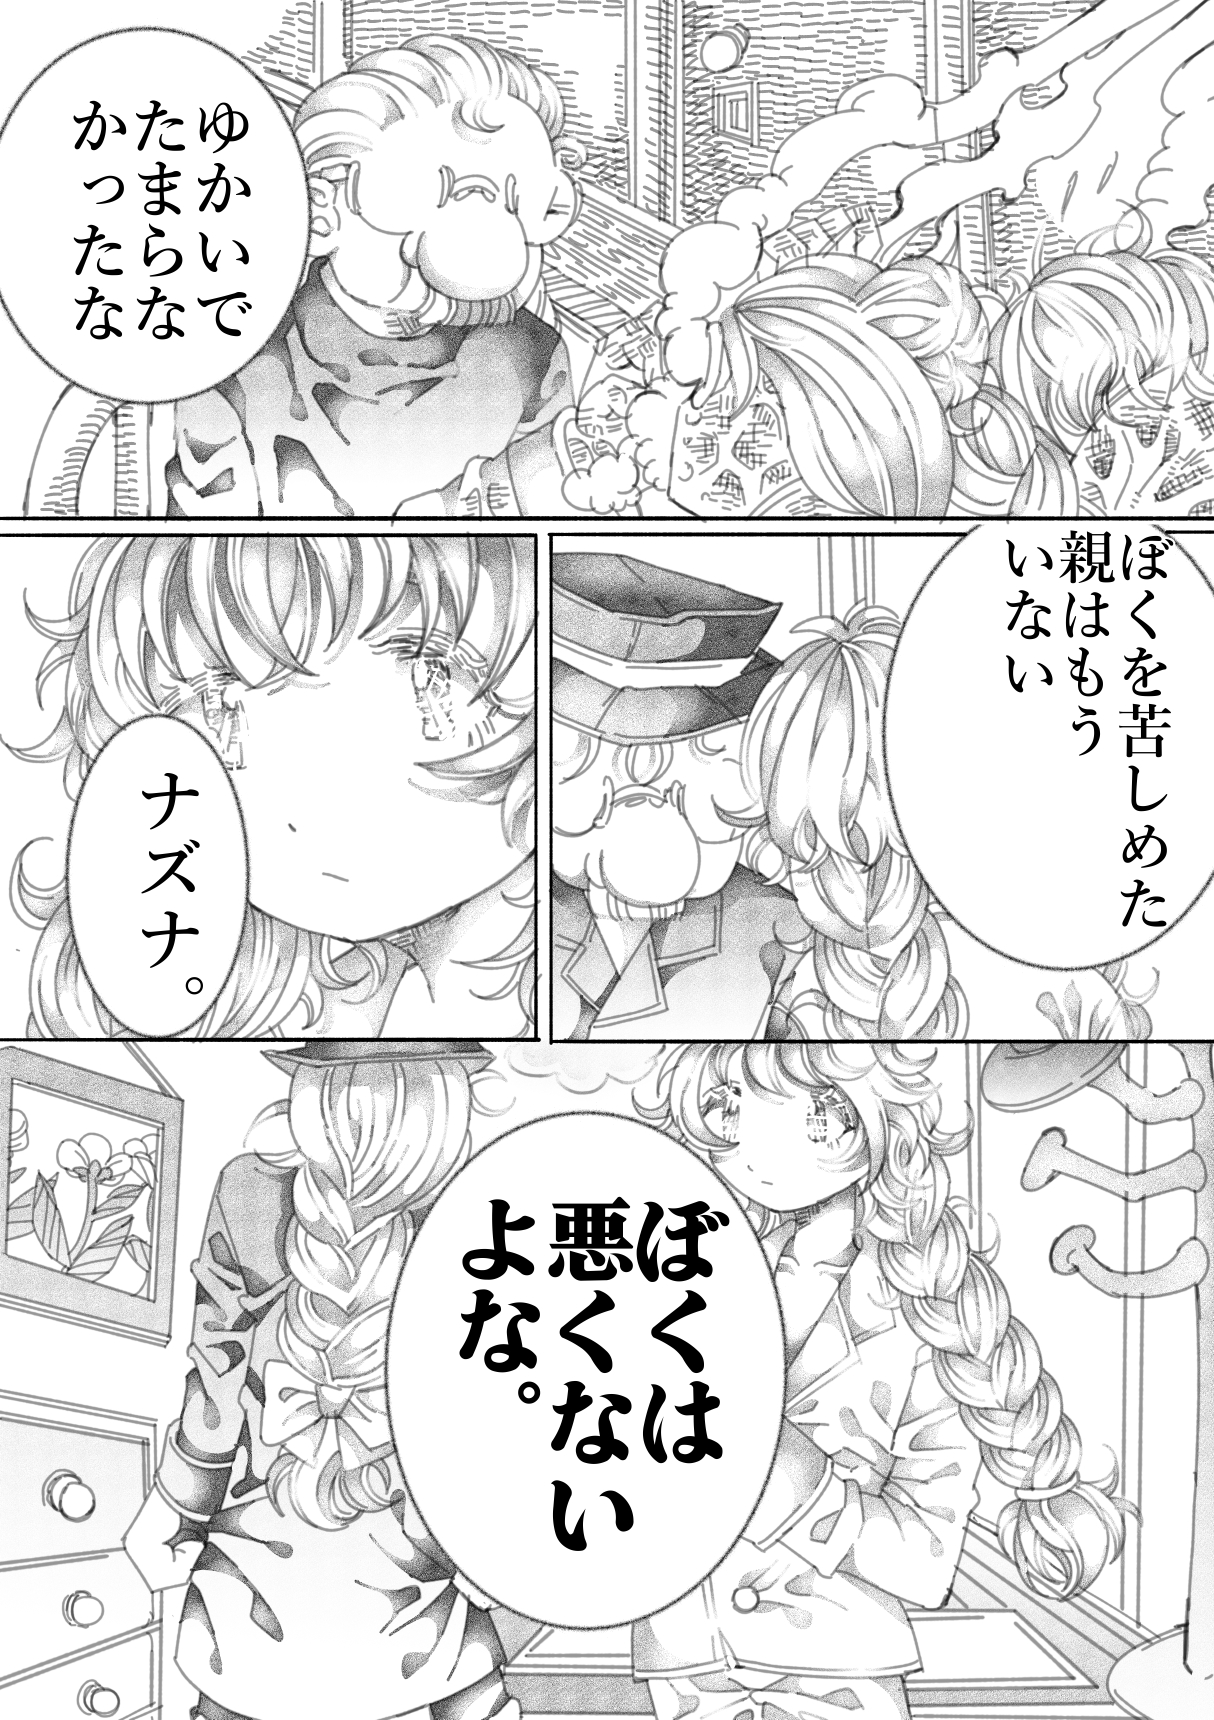 ゆかいで
たまらな
かったな
ぼくを苦しめた
親はもう
いない
ナズナ。
ぼくは
悪くない
よな。